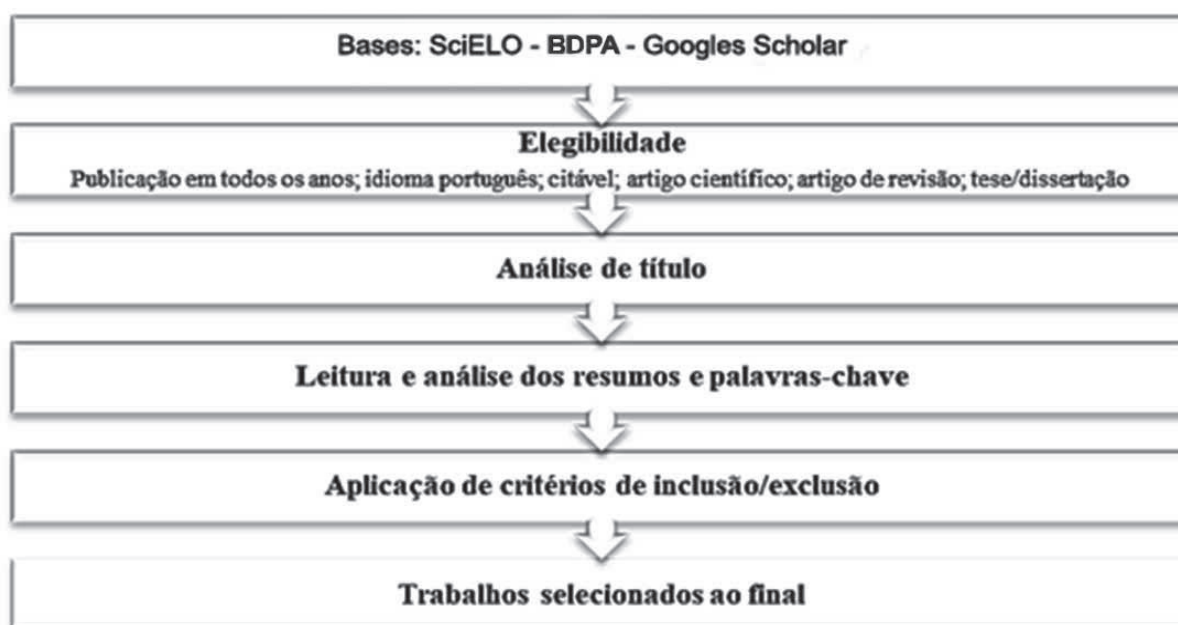 Bases: SciELO - BDPA - Googles Scholar
Elegibilidade
Publicação em todos os anos; idioma português; citável; artigo científico; artigo de revisão; tese/dissertação
Análise de título
Leitura e análise dos resumos e palavras-chave
Aplicação de critérios de inclusão/exclusão
Trabalhos selecionados ao final